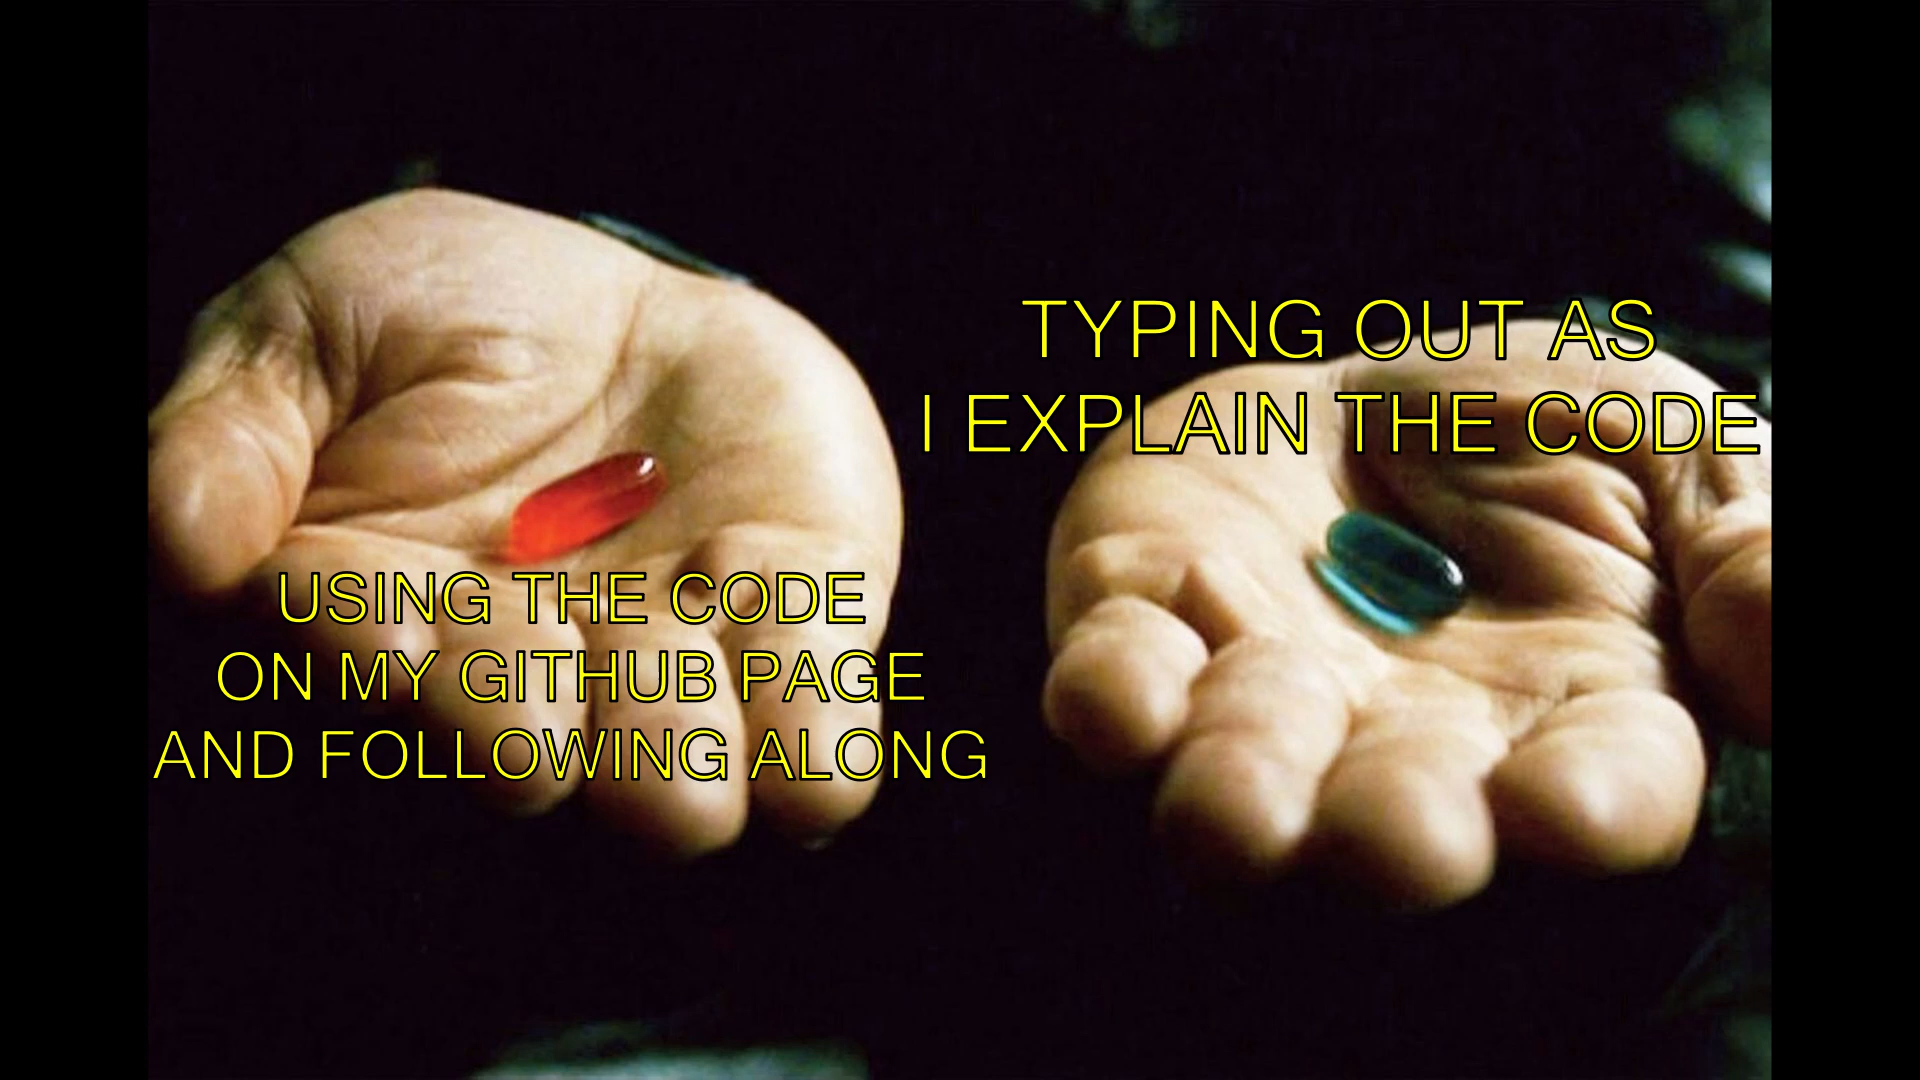 USING THE CODE
ON MY GITHUB PAGE
AND FOLLOWING ALONG
TYPING OUT AS
I EXPLAIN THE CODE